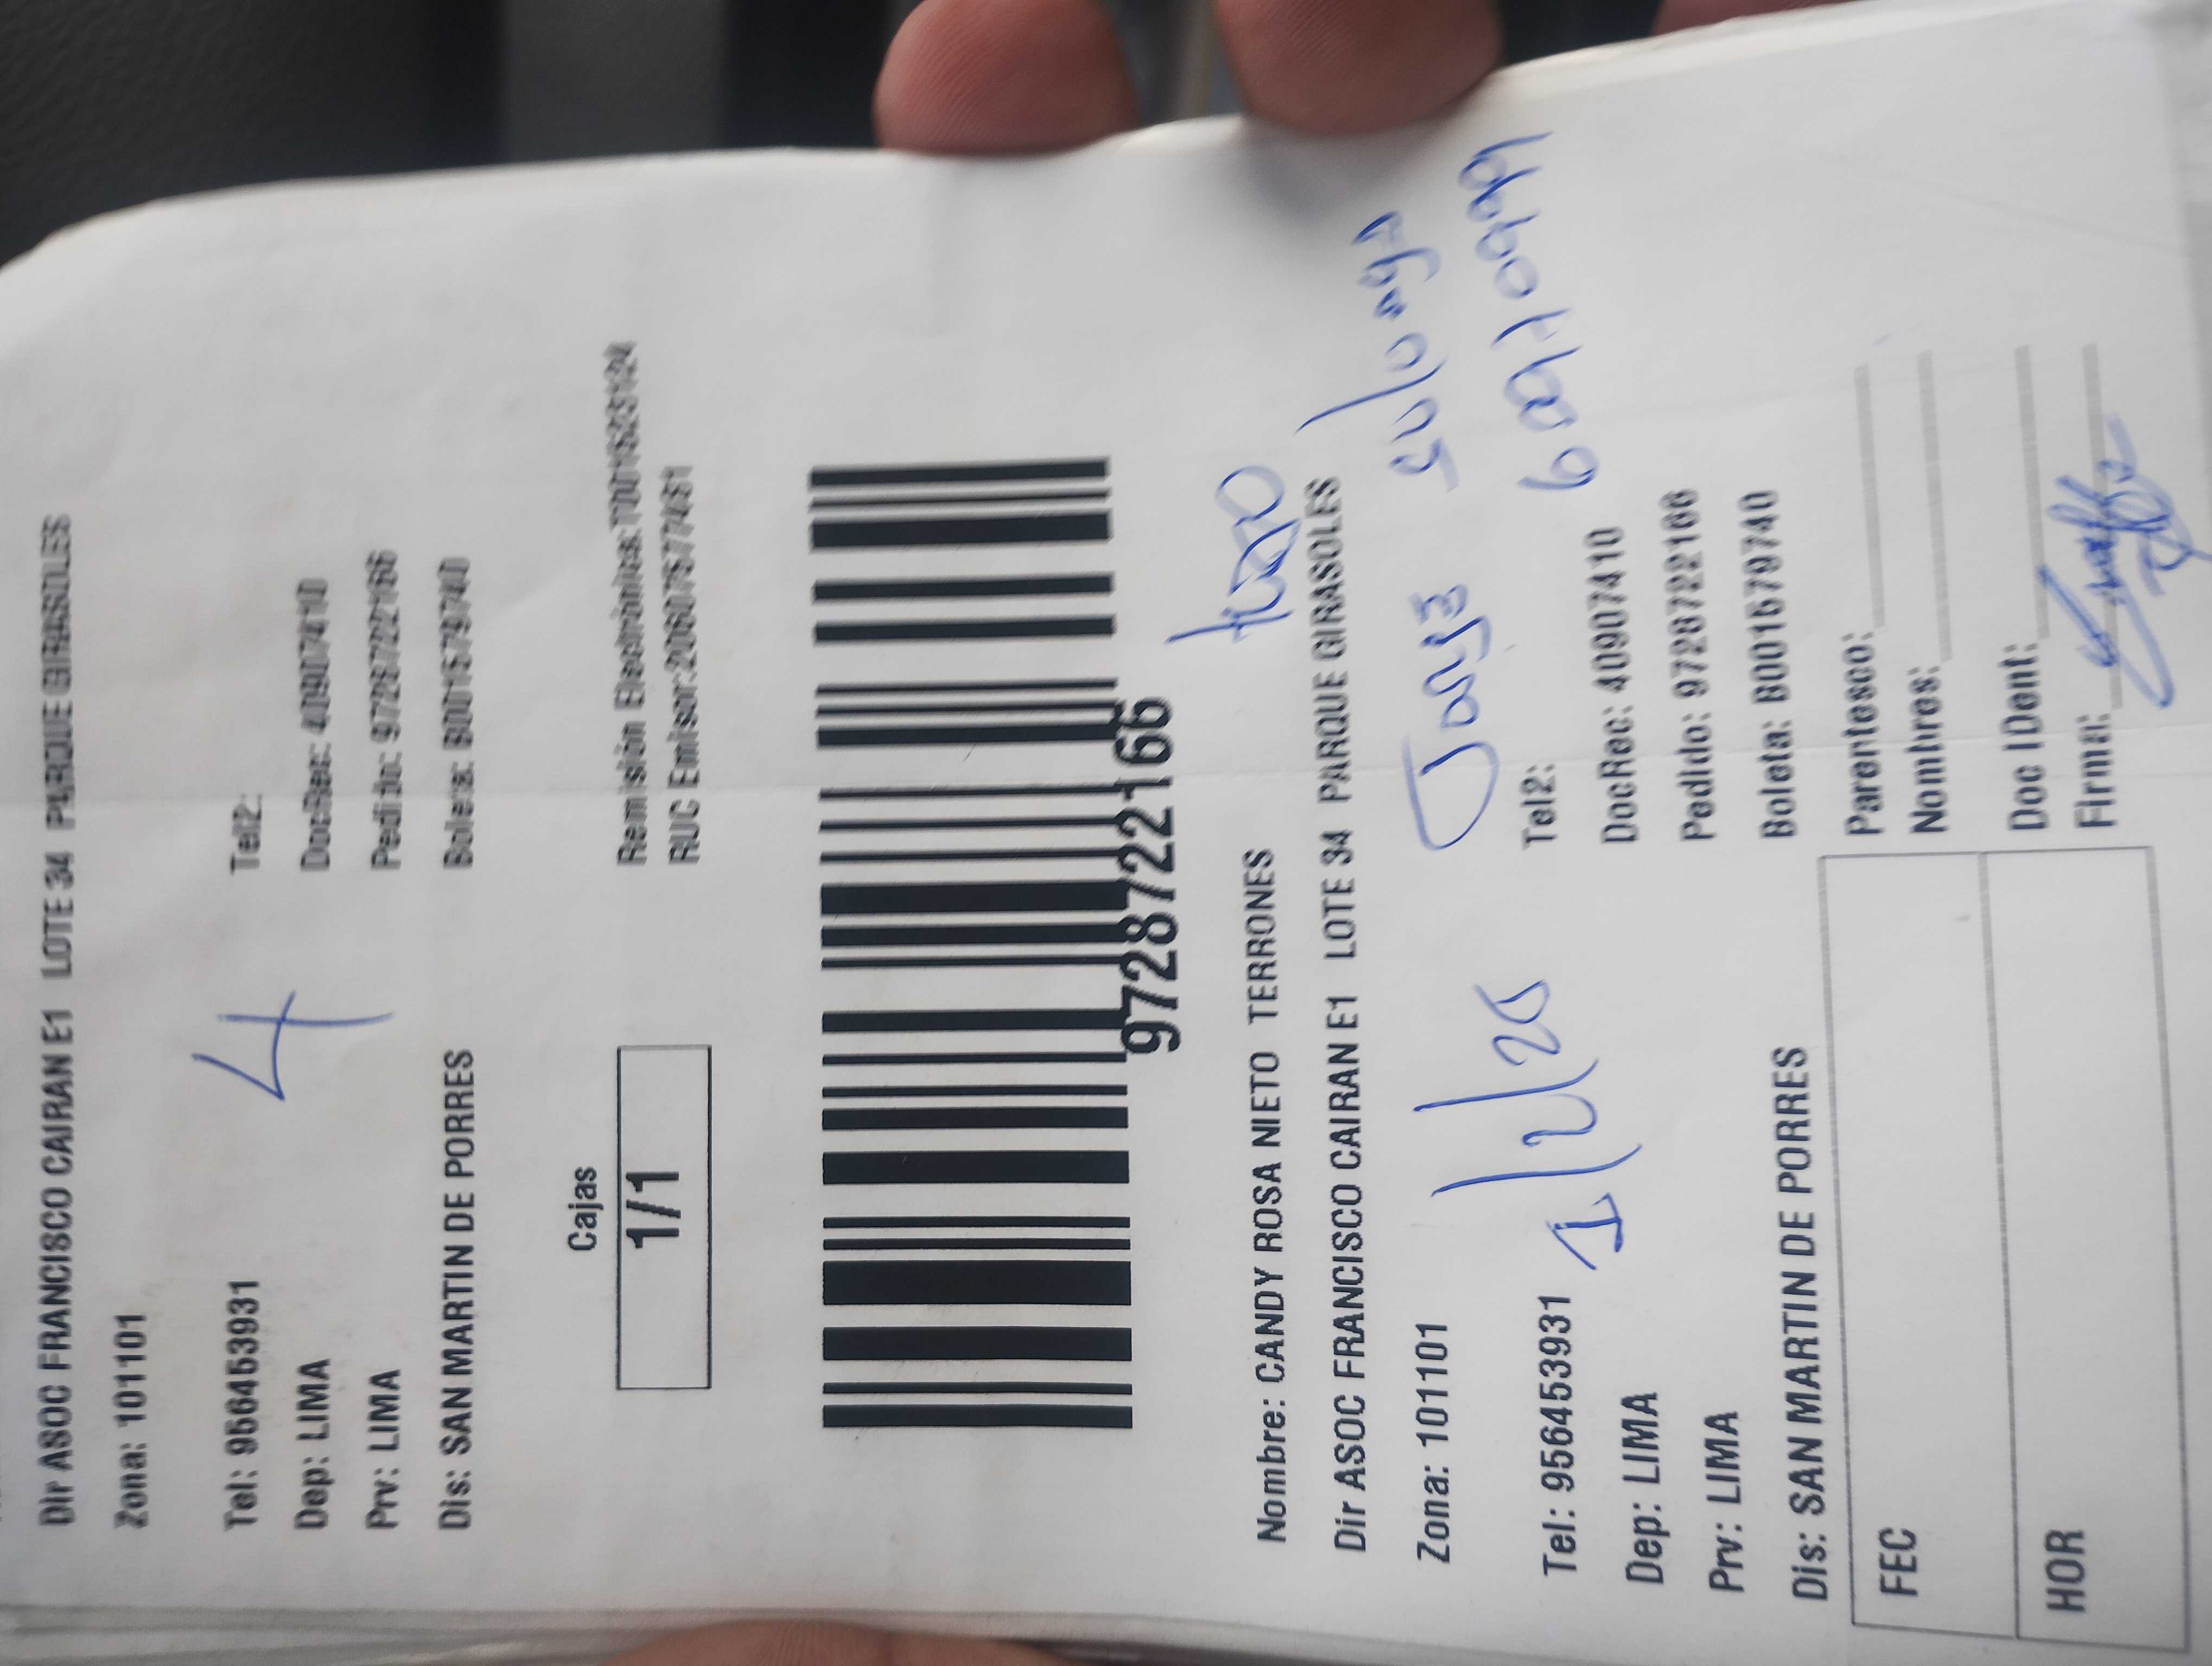 Dir ASOC FRANCISCO CAIRAN E1 LOTE 34 PARQUE GIRASOLES
Zona: 101101
4
Tel: 956453931 Tel2:
Dep: LIMA DocRec: 40907410
Prv: LIMA Pedido: 9728722166
Dis: SAN MARTIN DE PORRES Boleta: B001579740
Cajas
1/1
Remisión Electrónica:
RUC Emisor:
9728722166
Nombre: CANDY ROSA NIETO TERRONES
Dir ASOC FRANCISCO CAIRAN E1 LOTE 34 PARQUE GIRASOLES
Zona: 101101
Jorge
Tel: 956453931 Tel2:
Dep: LIMA DocRec: 40907410
Prv: LIMA Pedido: 9728722166
Dis: SAN MARTIN DE PORRES Boleta: B001579740
FEC
HOR
Parentesco:
Nombres:
Doc IDent:
Firma: